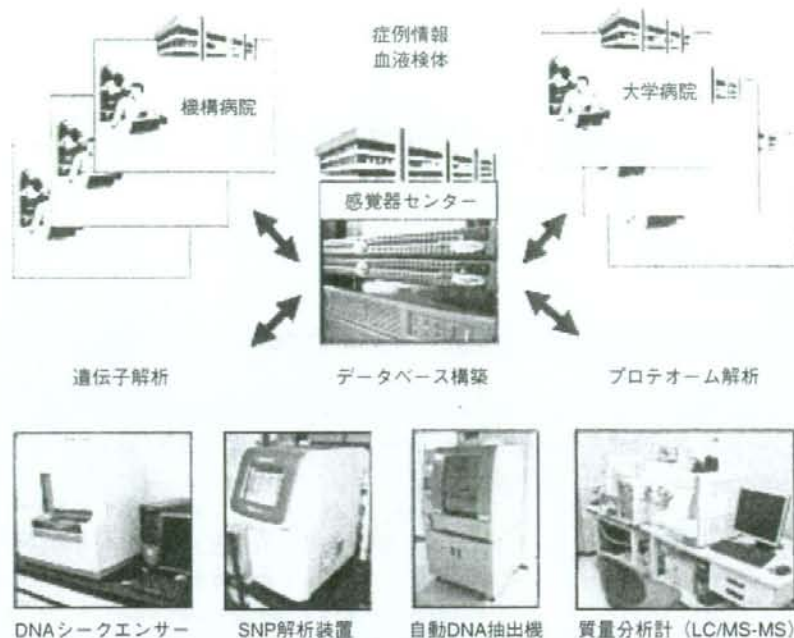 症例情報
血液検体
機構病院
大学病院
感覚器センター
遺伝子解析
データベース構築
プロテオーム解析
DNAシークエンサー
SNP解析装置
自動DNA抽出機
質量分析計（LC/MS-MS）